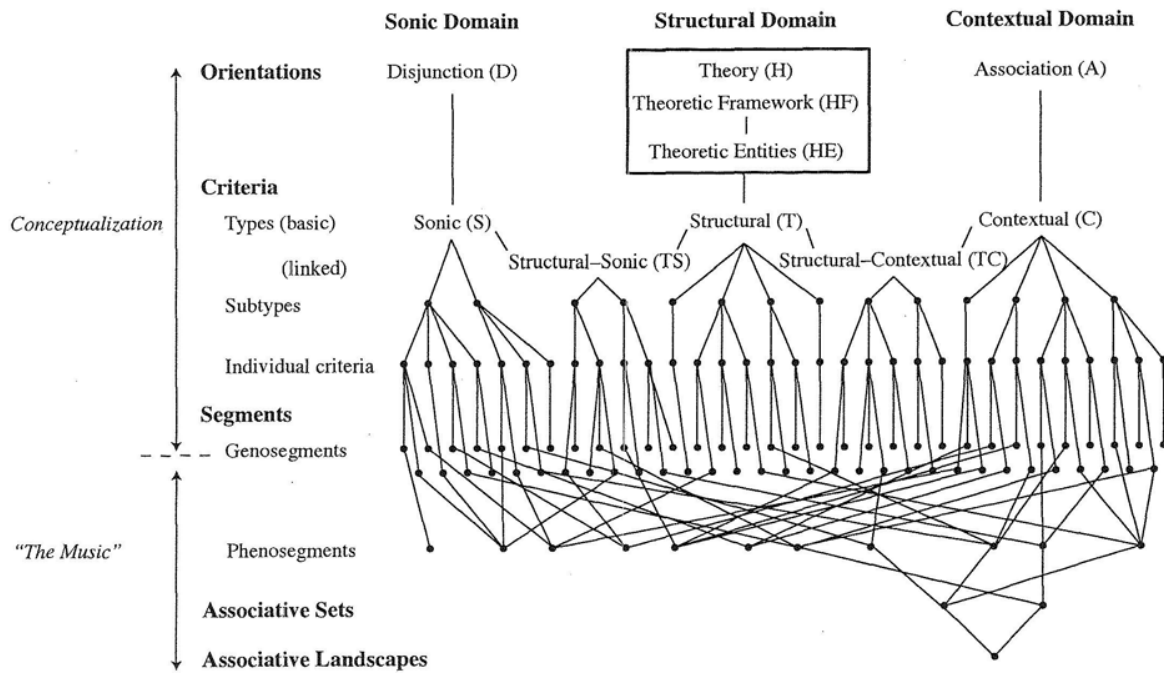 Sonic Domain Structural Domain Contextual Domain
Orientations Disjunction (D) Theory (H) Association (A)
Theoretic Framework (HF)
Theoretic Entities (HE)
Criteria
Conceptualization Types (basic) Sonic (S) Structural (T) Contextual (C)
(linked) Structural–Sonic (TS) Structural–Contextual (TC)
Subtypes
Individual criteria
Segments
Genosegments
"The Music" Phenosegments
Associative Sets
Associative Landscapes